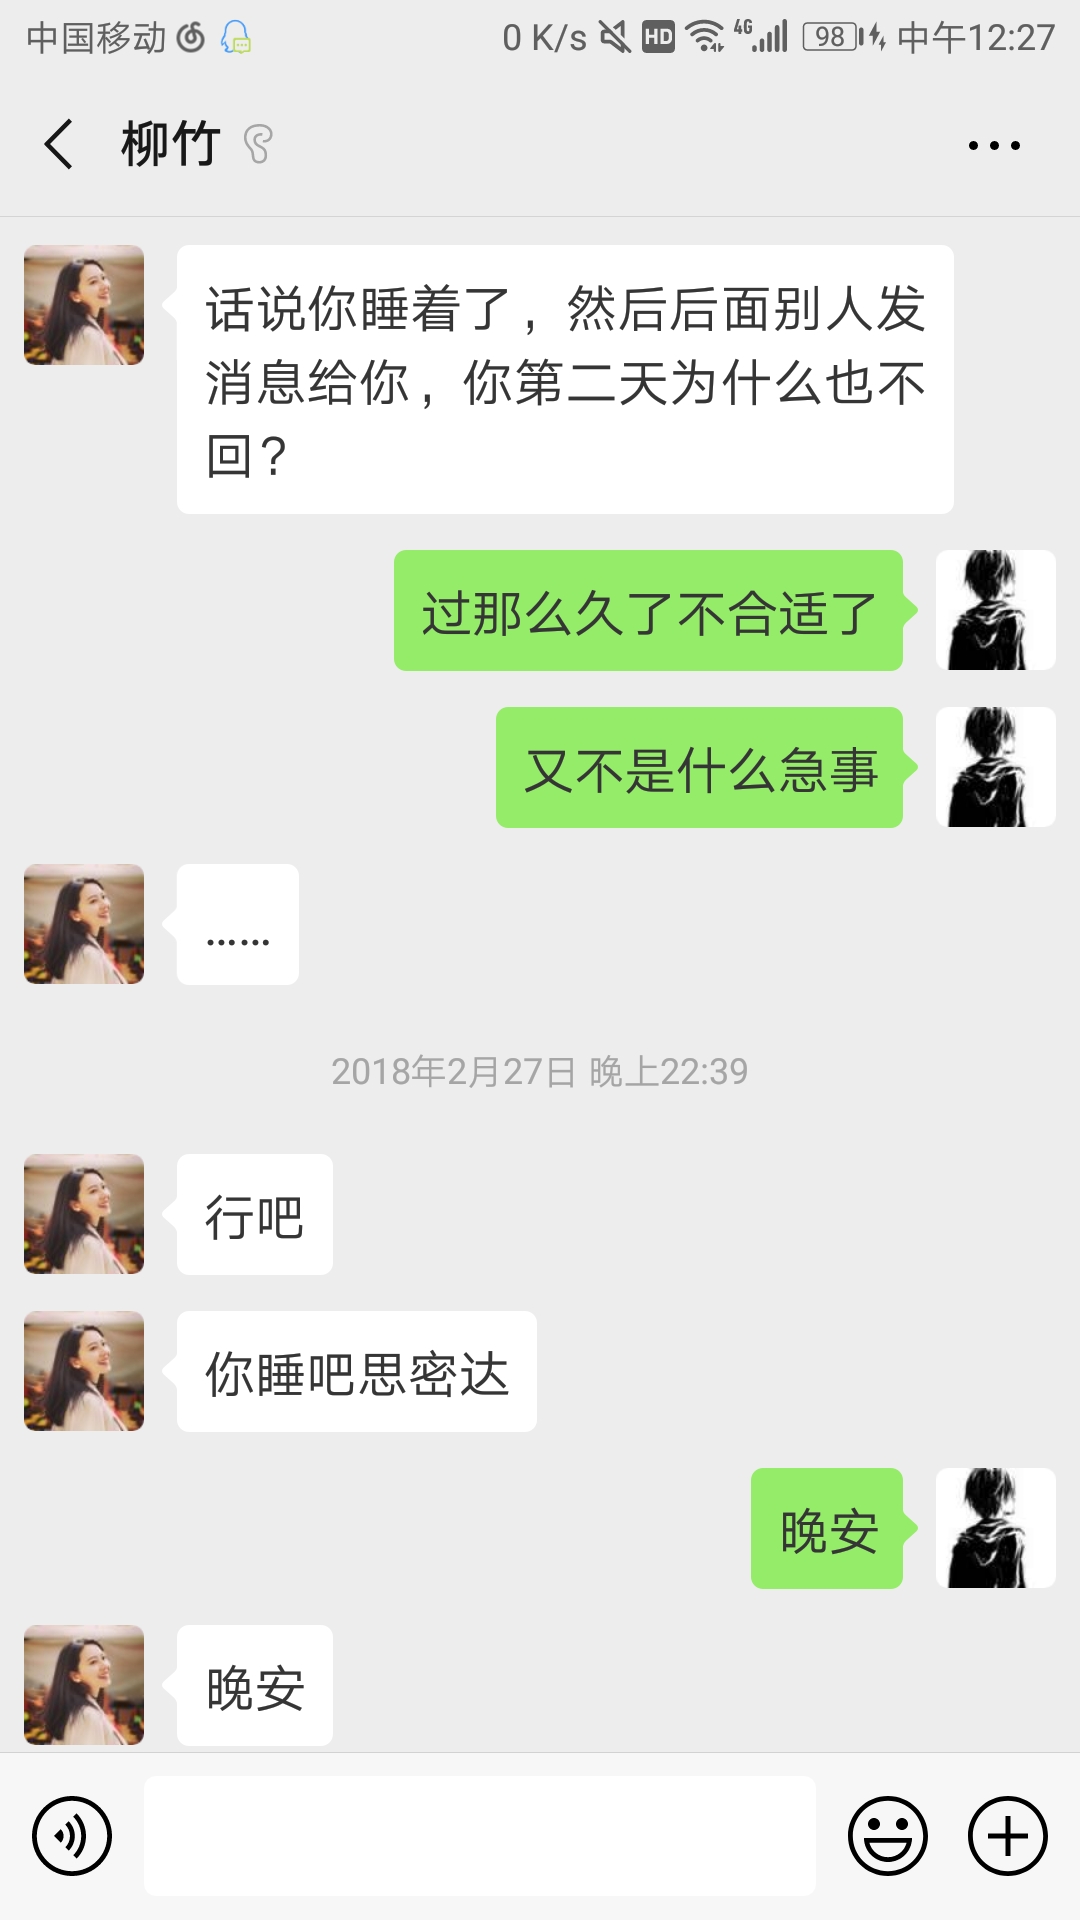 中国移动 0 K/s HD 4G 98 中午12:27
柳竹
话说你睡着了，然后后面别人发
消息给你，你第二天为什么也不
回？
过那么久了不合适了
又不是什么急事
……
2018年2月27日 晚上22:39
行吧
你睡吧思密达
晚安
晚安